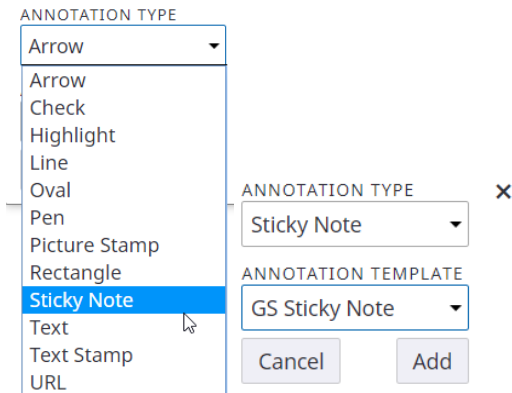 ANNOTATION TYPE
Arrow
Arrow
Check
Highlight
Line
Oval
Pen
Picture Stamp
Rectangle
Sticky Note
Text
Text Stamp
URL
ANNOTATION TYPE
Sticky Note
ANNOTATION TEMPLATE
GS Sticky Note
Cancel Add